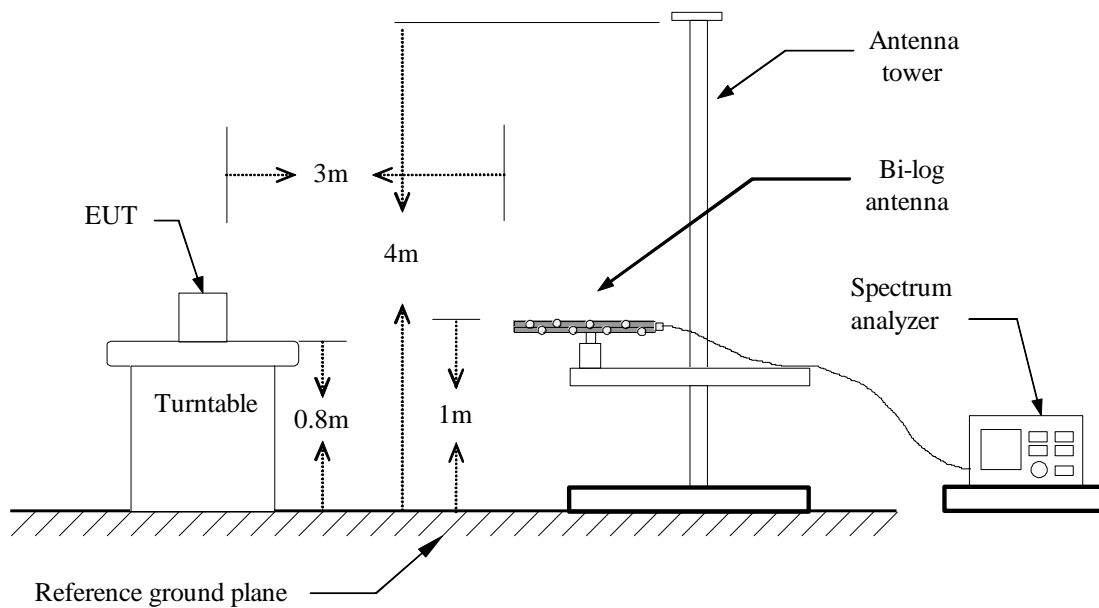 Antenna
tower
3m
Bi-log
antenna
EUT
4m
Spectrum
analyzer
Turntable
0.8m
1m
Reference ground plane